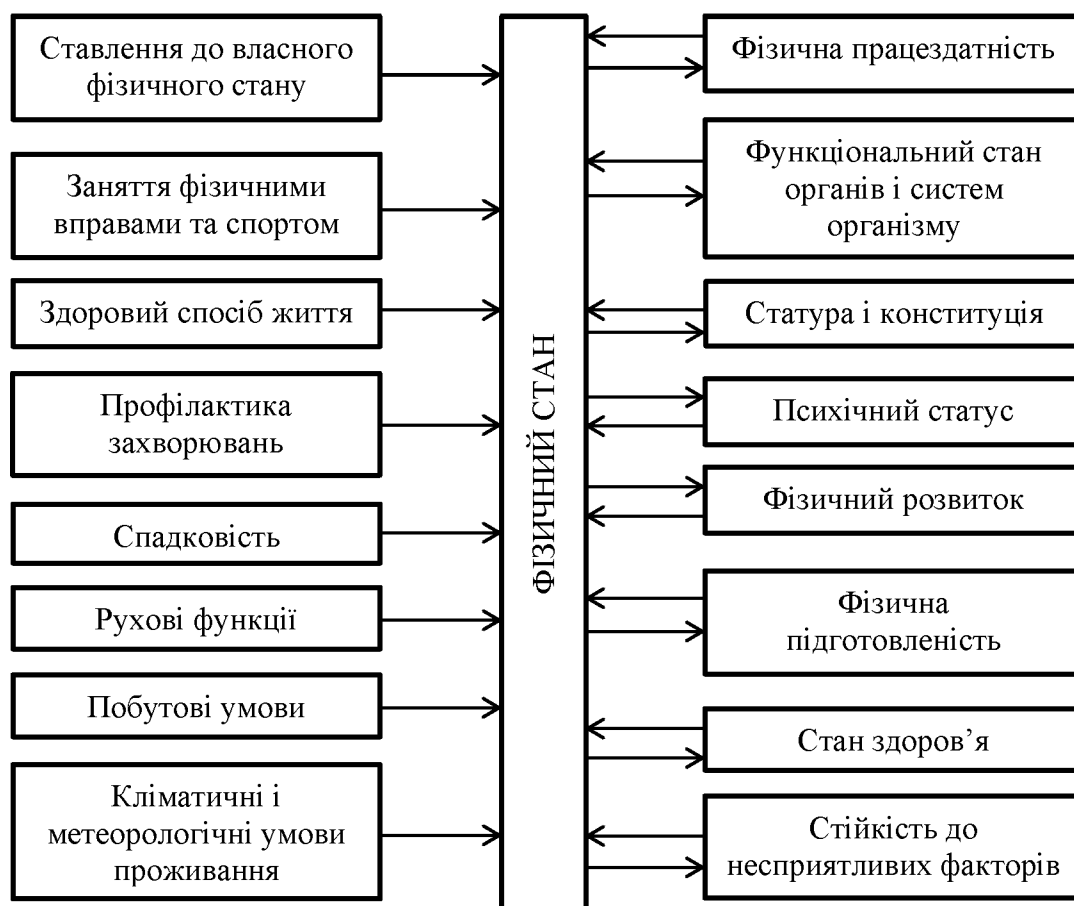 Ставлення до власного
фізичного стану
Заняття фізичними
вправами та спортом
Здоровий спосіб життя
Профілактика
захворювань
Спадковість
Рухові функції
Побутові умови
Кліматичні і
метеорологічні умови
проживання
ФІЗИЧНИЙ СТАН
Фізична працездатність
Функціональний стан
органів і систем
організму
Статура і конституція
Психічний статус
Фізичний розвиток
Фізична
підготовленість
Стан здоров’я
Стійкість до
несприятливих факторів